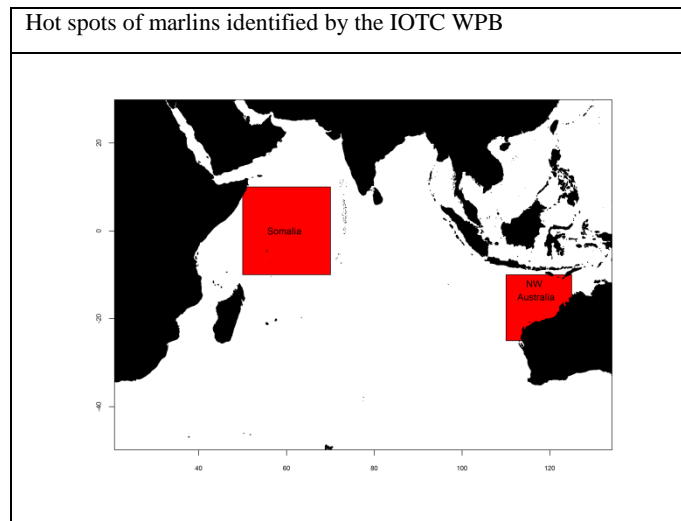 Hot spots of marlins identified by the IOTC WPB
20
0
-20
-40
Somalia
NW
Australia
40
60
80
100
120